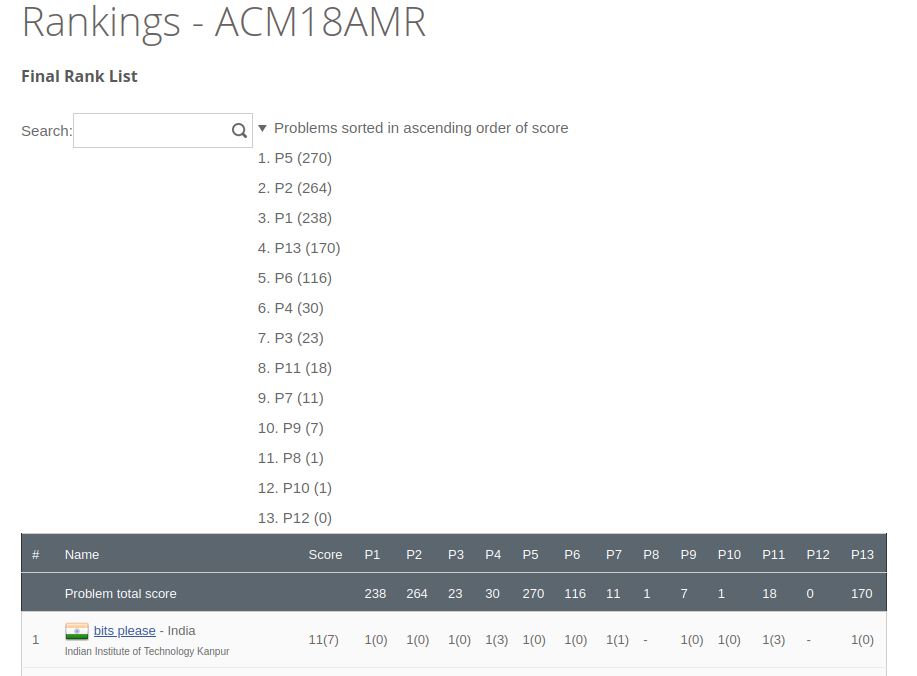 Rankings - ACM18AMR
Final Rank List
Search:
Problems sorted in ascending order of score
1. P5 (270)
2. P2 (264)
3. P1 (238)
4. P13 (170)
5. P6 (116)
6. P4 (30)
7. P3 (23)
8. P11 (18)
9. P7 (11)
10. P9 (7)
11. P8 (1)
12. P10 (1)
13. P12 (0)
# Name Score P1 P2 P3 P4 P5 P6 P7 P8 P9 P10 P11 P12 P13
Problem total score 238 264 23 30 270 116 11 1 7 1 18 0 170
1 bits please - India 11(7) 1(0) 1(0) 1(0) 1(3) 1(0) 1(0) 1(1) - 1(0) 1(0) 1(3) - 1(0)
Indian Institute of Technology Kanpur